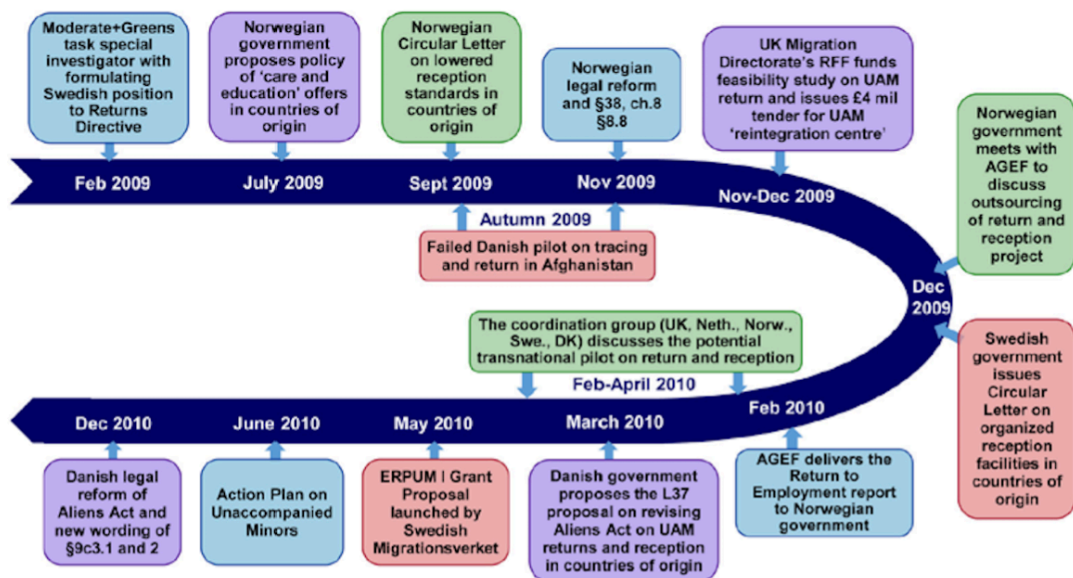 Moderate+Greens
task special
investigator with
formulating
Swedish position
to Returns
Directive
Norwegian
government
proposes policy
of ‘care and
education’ offers
in countries of
origin
Norwegian
Circular Letter
on lowered
reception
standards in
countries of
origin
Norwegian
legal reform
and §38, ch.8
§8.8
UK Migration
Directorate’s RFF funds
feasibility study on UAM
return and issues £4 mil
tender for UAM
‘reintegration centre’
Norwegian
government
meets with
AGEF to
discuss
outsourcing
of return and
reception
project
Feb 2009
July 2009
Sept 2009
Nov 2009
Nov-Dec 2009
Autumn 2009
Failed Danish pilot on tracing
and return in Afghanistan
Dec
2009
The coordination group (UK, Neth., Norw.,
Swe., DK) discusses the potential
transnational pilot on return and reception
Feb-April 2010
Swedish
government
issues
Circular
Letter on
organized
reception
facilities in
countries of
origin
Dec 2010
June 2010
May 2010
March 2010
Feb 2010
Danish legal
reform of
Aliens Act and
new wording of
§9c3.1 and 2
Action Plan on
Unaccompanied
Minors
ERPUM I Grant
Proposal
launched by
Swedish
Migrationsverket
Danish government
proposes the L37
proposal on revising
Aliens Act on UAM
returns and reception
in countries of origin
AGEF delivers the
Return to
Employment report
to Norwegian
government